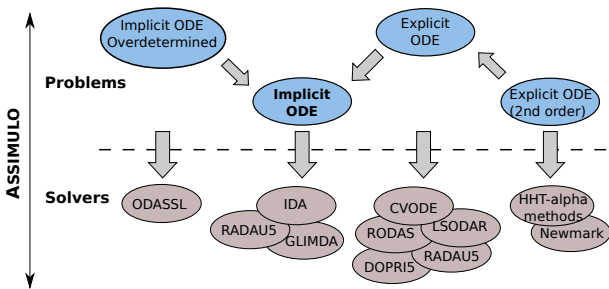 Implicit ODE
Overdetermined
Explicit
ODE
Problems
Implicit
ODE
Explicit ODE
(2nd order)
ASSIMULO
Solvers
ODASSL
IDA
RADAU5
GLIMDA
CVODE
RODAS
LSODAR
DOPRI5
RADAU5
HHT-alpha
methods
Newmark